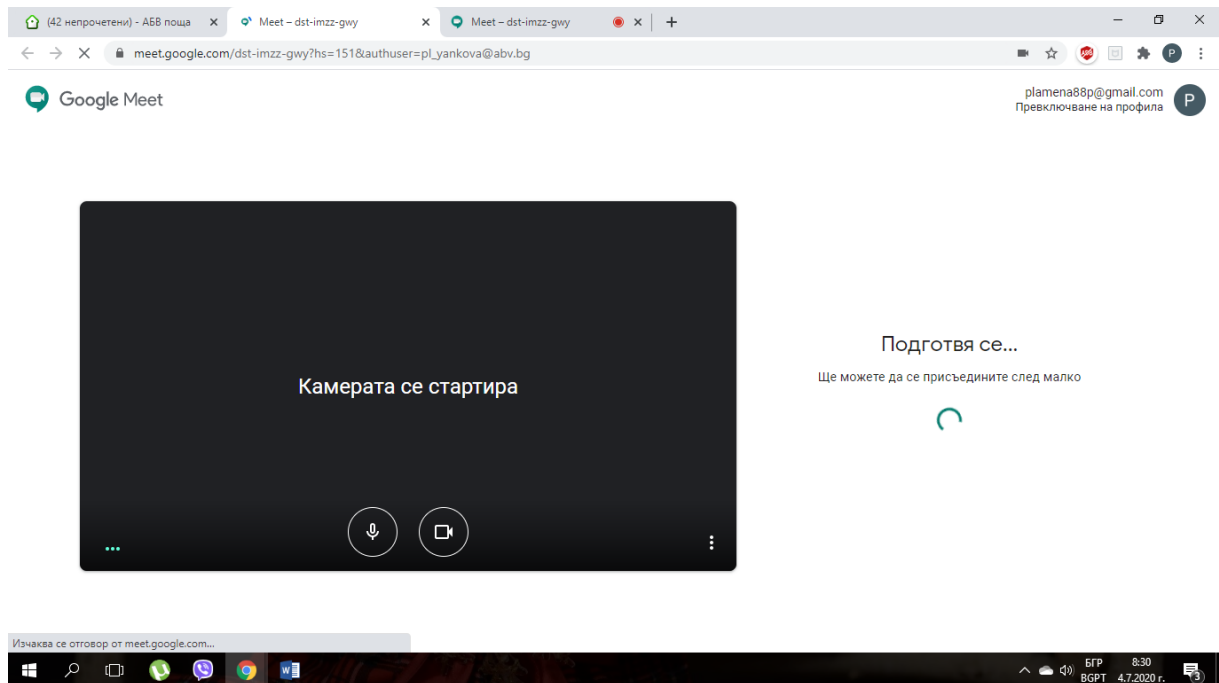 (42 непрочетени) - АБВ поща
Meet – dst-imzz-gwy
Meet – dst-imzz-gwy
meet.google.com/dst-imzz-gwy?hs=151&authuser=pl_yankova@abv.bg
ABP
P
Google Meet
plamena88p@gmail.com
Превключване на профила
P
Камерата се стартира
Подготвя се...
Ще можете да се присъедините след малко
Изчаква се отговор от meet.google.com...
W
БГР
BGPT
8:30
4.7.2020 г.
3